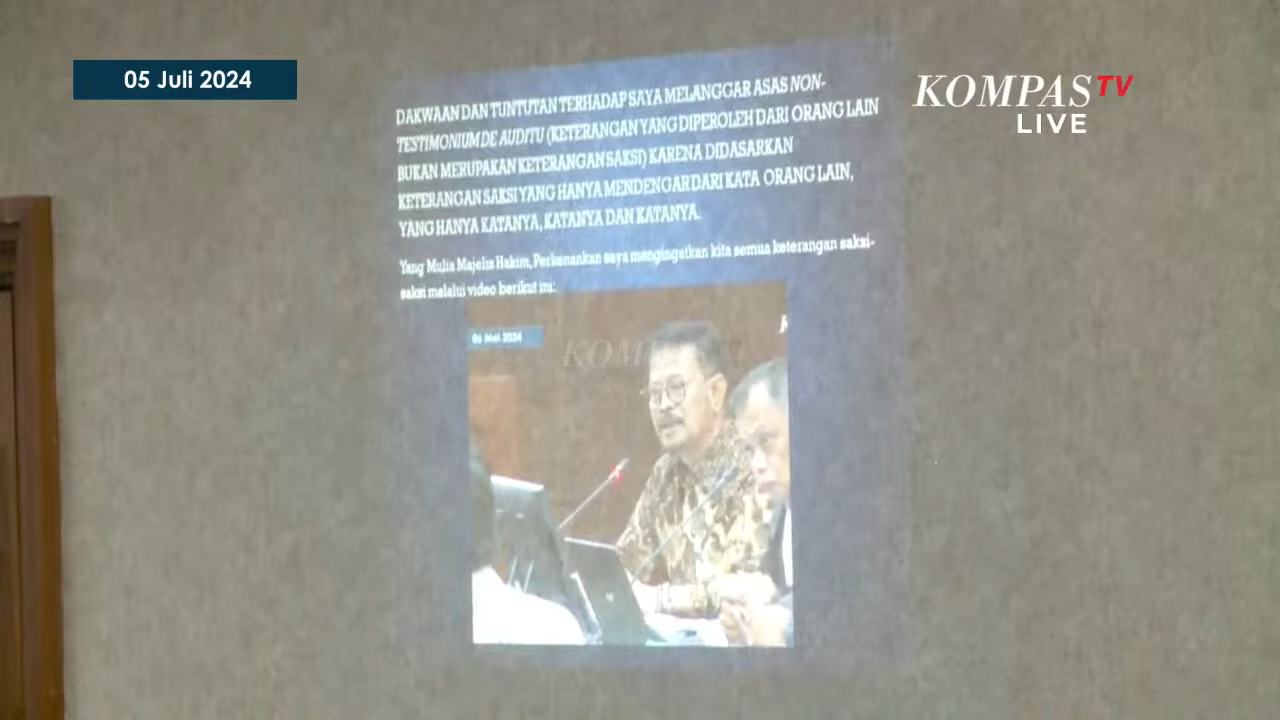 05 Juli 2024
KOMPAS TV
LIVE
DAKWAAN DAN TUNTUTAN TERHADAP SAYA MELANGGAR ASAS NON-
TESTIMONIUM DE AUDITU (KETERANGAN YANG DIPEROLEH DARI ORANG LAIN
BUKAN MERUPAKAN KETERANGAN SAKSI) KARENA DIDASARKAN
KETERANGAN SAKSI YANG HANYA MENDENGAR DARI KATA ORANG LAIN,
YANG HANYA KATANYA, KATANYA DAN KATANYA.
Yang Mulia Majelis Hakim, Perkenankan saya mengingatkan kita semua keterangan saksi-
saksi melalui video berikut ini:
06 Mei 2024